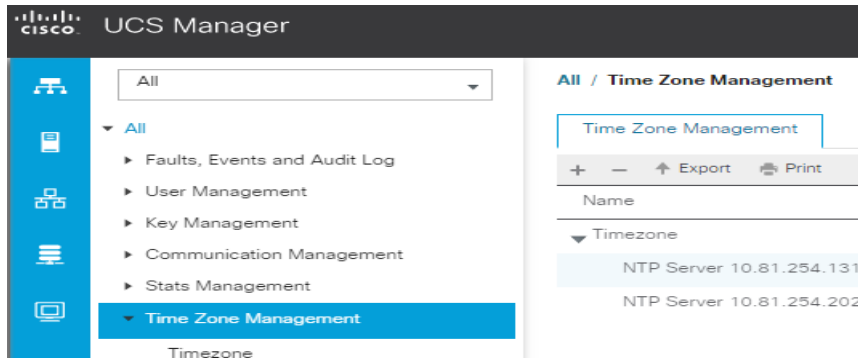 CISCO UCS Manager
All
All
Faults, Events and Audit Log
User Management
Key Management
Communication Management
Stats Management
Time Zone Management
Timezone
All / Time Zone Management
Time Zone Management
Export Print
Name
Timezone
NTP Server 10.81.254.131
NTP Server 10.81.254.202